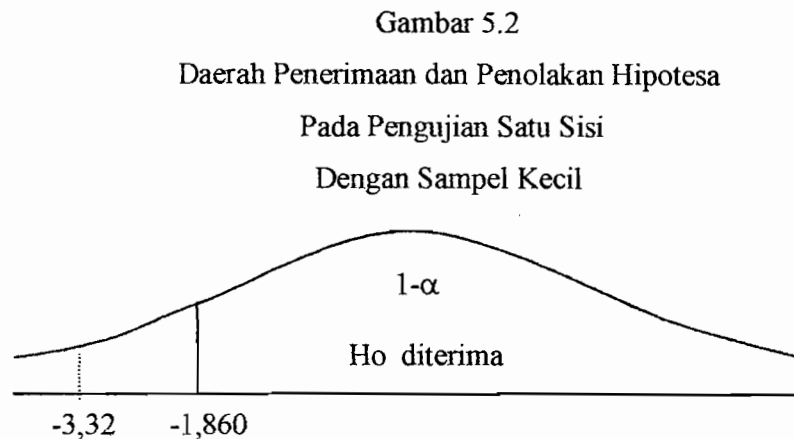 Gambar 5.2
Daerah Penerimaan dan Penolakan Hipotesa
Pada Pengujian Satu Sisi
Dengan Sampel Kecil
1-α
Ho diterima
-3,32 -1,860